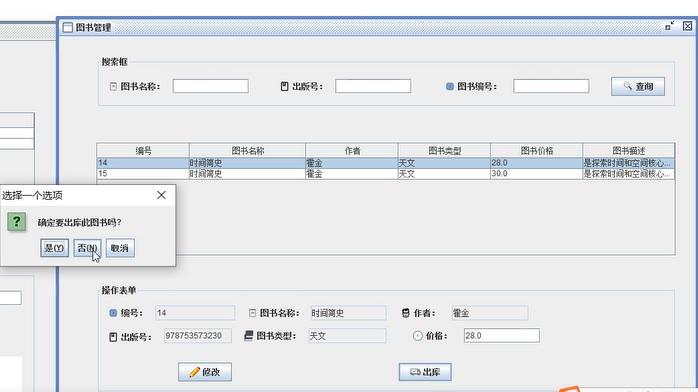 图书管理
搜索框
图书名称： 出版号： 图书编号： 查询
编号 图书名称 作者 图书类型 图书价格 图书描述
14 时间简史 霍金 天文 28.0 是探索时间和空间核心...
15 时间简史 霍金 天文 30.0 是探索时间和空间核心...
选择一个选项
确定要出库此图书吗？
是(Y) 否(N) 取消
操作表单
编号： 14 图书名称： 时间简史 作者： 霍金
出版号： 978753573230 图书类型： 天文 价格： 28.0
修改 出库